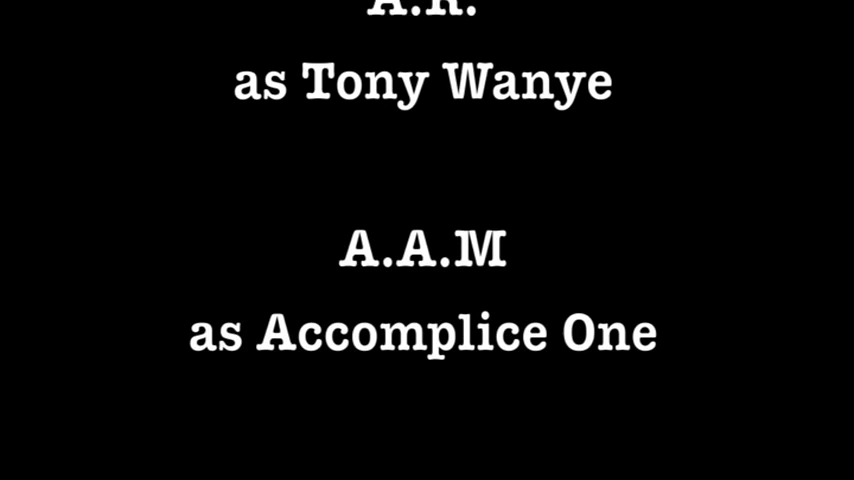 A.R.
as Tony Wanye
A.A.M
as Accomplice One